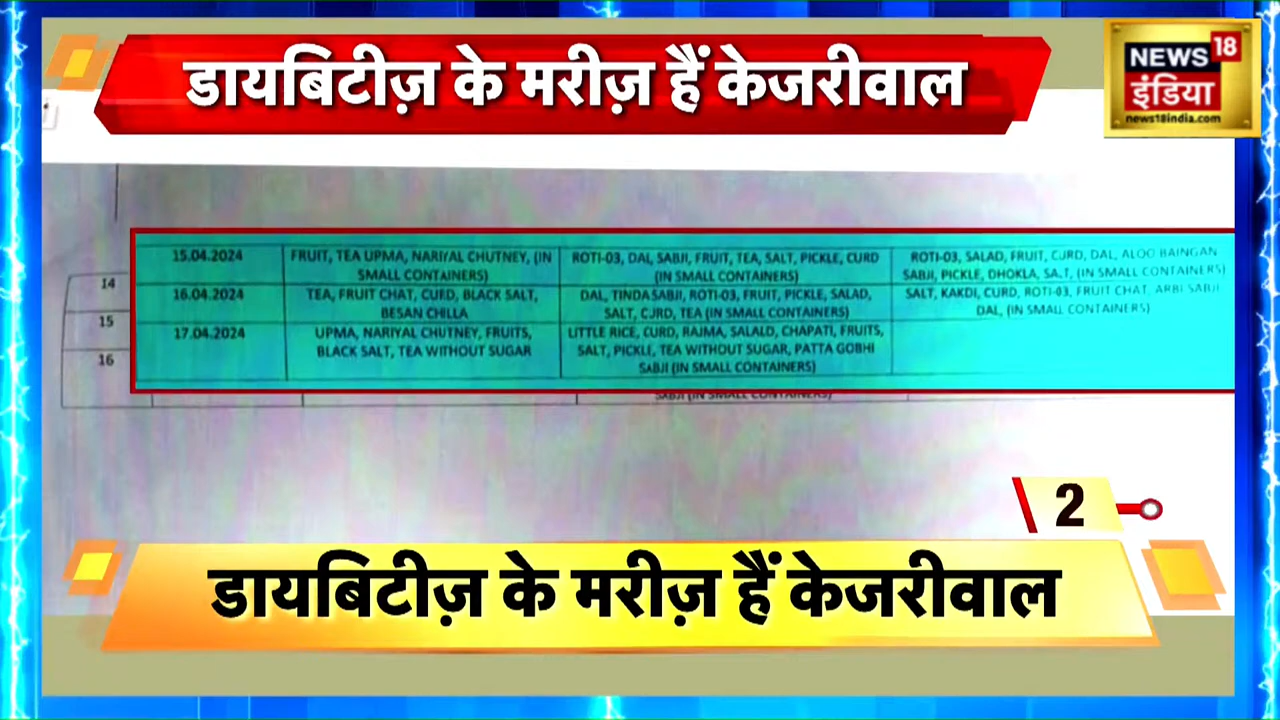 डायबिटीज़ के मरीज़ हैं केजरीवाल
NEWS 18
इंडिया
news18india.com
14
15.04.2024
FRUIT, TEA UPMA, NARIYAL CHUTNEY, (IN
SMALL CONTAINERS)
ROTI-03, DAL, SABJI, FRUIT, TEA, SALT, PICKLE, CURD
(IN SMALL CONTAINERS)
ROTI-03, SALAD, FRUIT, CURD, DAL, ALOO BAINGAN
SABJI, PICKLE, DHOKLA, SALT, (IN SMALL CONTAINERS)
15
16.04.2024
TEA, FRUIT CHAT, CURD, BLACK SALT,
BESAN CHILLA
DAL, TINDA SABJI, ROTI-03, FRUIT, PICKLE, SALAD,
SALT, CURD, TEA (IN SMALL CONTAINERS)
SALT, KAKDI, CURD, ROTI-03, FRUIT CHAT, ARBI SABJI
DAL, (IN SMALL CONTAINERS)
16
17.04.2024
UPMA, NARIYAL CHUTNEY, FRUITS,
BLACK SALT, TEA WITHOUT SUGAR
LITTLE RICE, CURD, RAJMA, SALALD, CHAPATI, FRUITS,
SALT, PICKLE, TEA WITHOUT SUGAR, PATTA GOBHI
SABJI (IN SMALL CONTAINERS)
SABJI (IN SMALL CONTAINERS)
2
डायबिटीज़ के मरीज़ हैं केजरीवाल